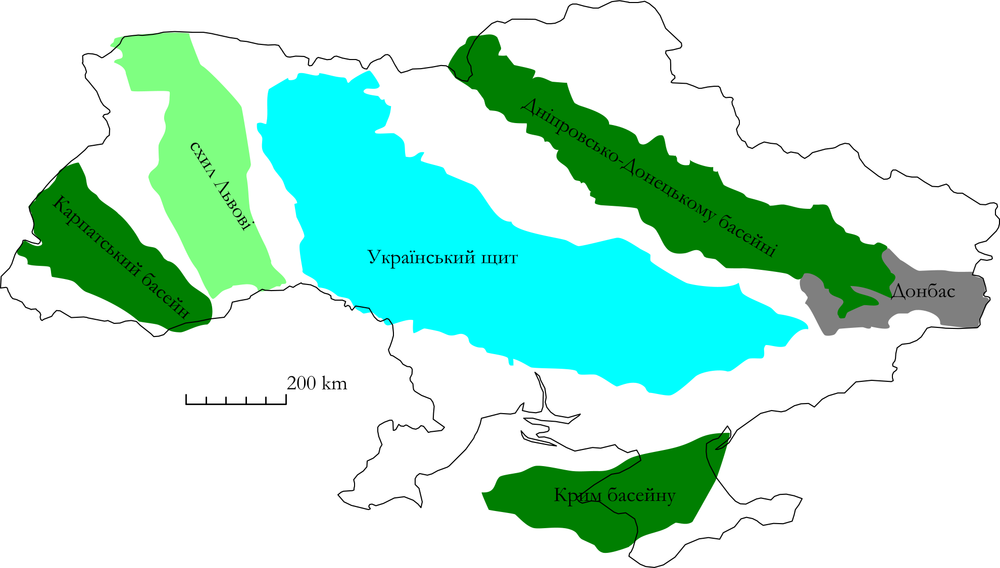 Дніпровсько-Донецькому басейні
схил Львові
Карпатський басейн
Український щит
Донбас
200 km
Крим басейну